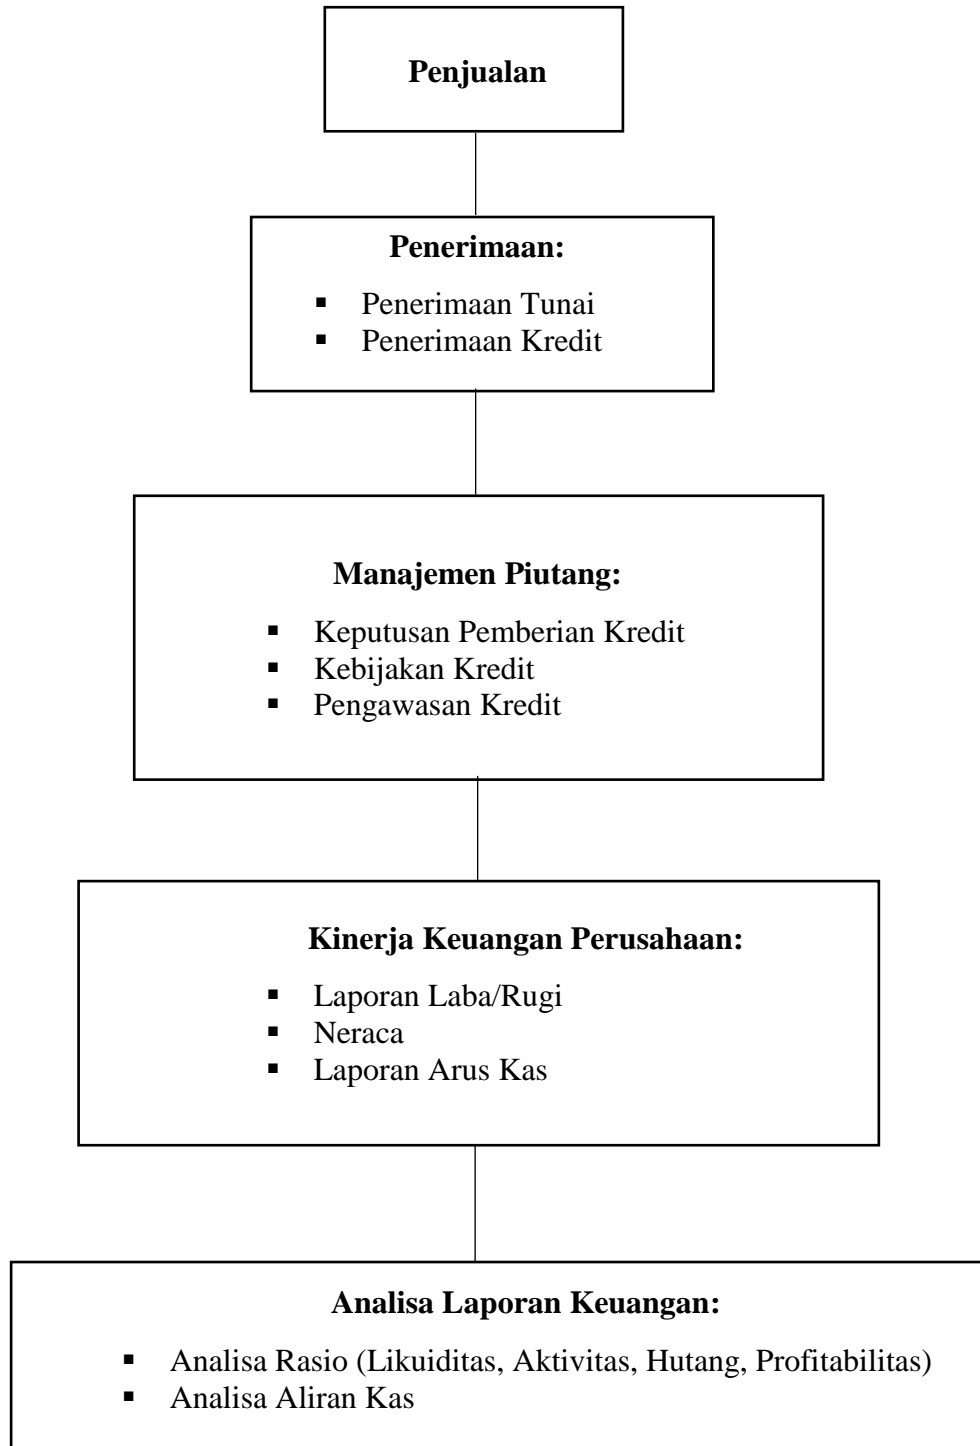 Penjualan
Penerimaan:
▪ Penerimaan Tunai
▪ Penerimaan Kredit
Manajemen Piutang:
▪ Keputusan Pemberian Kredit
▪ Kebijakan Kredit
▪ Pengawasan Kredit
Kinerja Keuangan Perusahaan:
▪ Laporan Laba/Rugi
▪ Neraca
▪ Laporan Arus Kas
Analisa Laporan Keuangan:
▪ Analisa Rasio (Likuiditas, Aktivitas, Hutang, Profitabilitas)
▪ Analisa Aliran Kas